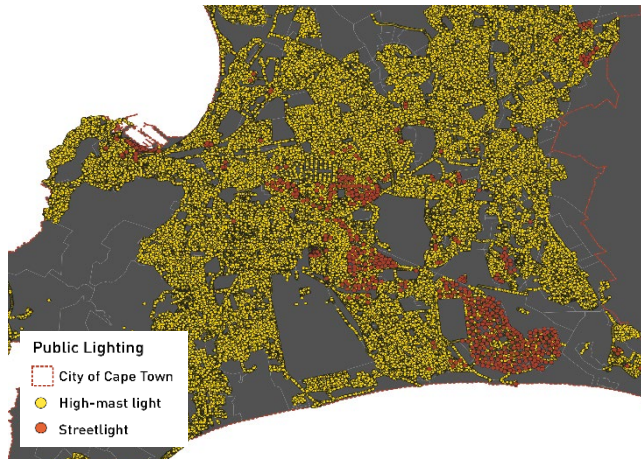 Public Lighting
City of Cape Town
High-mast light
Streetlight